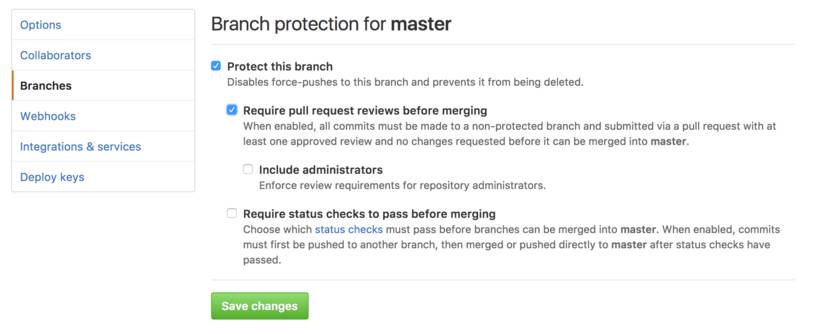 Options
Collaborators
Branches
Webhooks
Integrations & services
Deploy keys
Branch protection for master
Protect this branch
Disables force-pushes to this branch and prevents it from being deleted.
Require pull request reviews before merging
When enabled, all commits must be made to a non-protected branch and submitted via a pull request with at
least one approved review and no changes requested before it can be merged into master.
Include administrators
Enforce review requirements for repository administrators.
Require status checks to pass before merging
Choose which status checks must pass before branches can be merged into master. When enabled, commits
must first be pushed to another branch, then merged or pushed directly to master after status checks have
passed.
Save changes